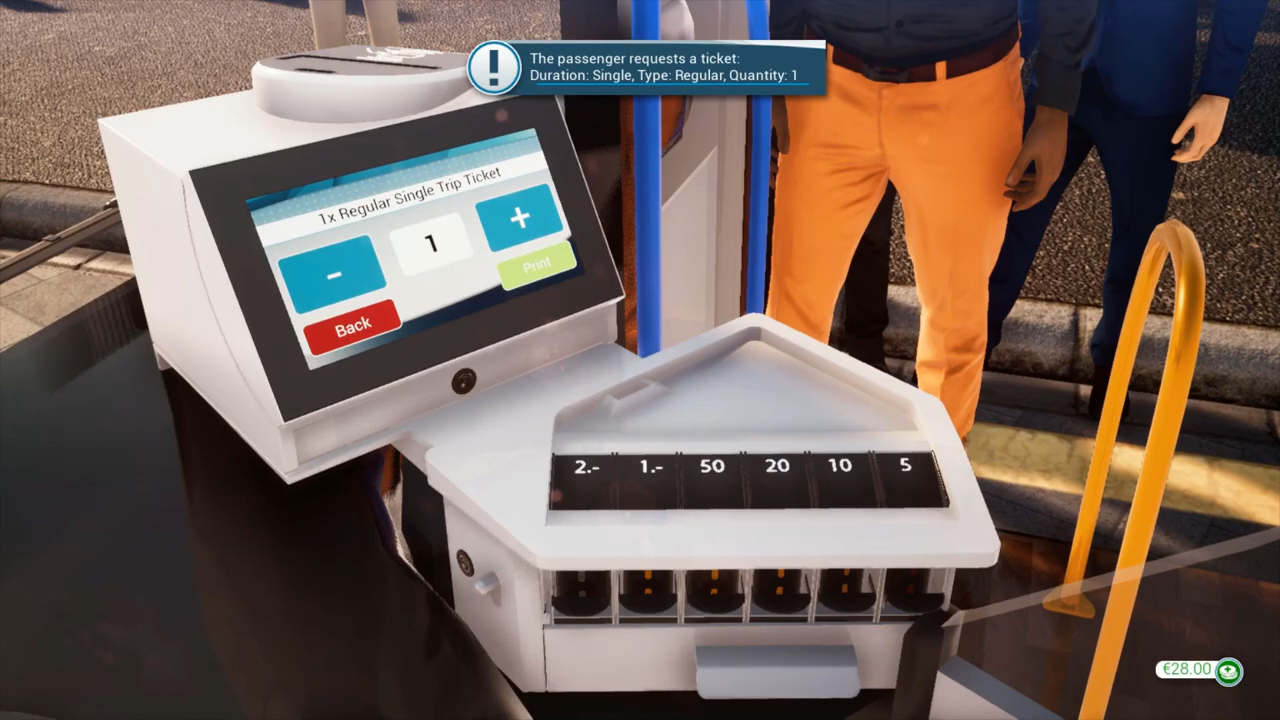 The passenger requests a ticket:
Duration: Single, Type: Regular, Quantity: 1
1x Regular Single Trip Ticket
- 1 +
Back Print
2.- 1.- 50 20 10 5
€28.00